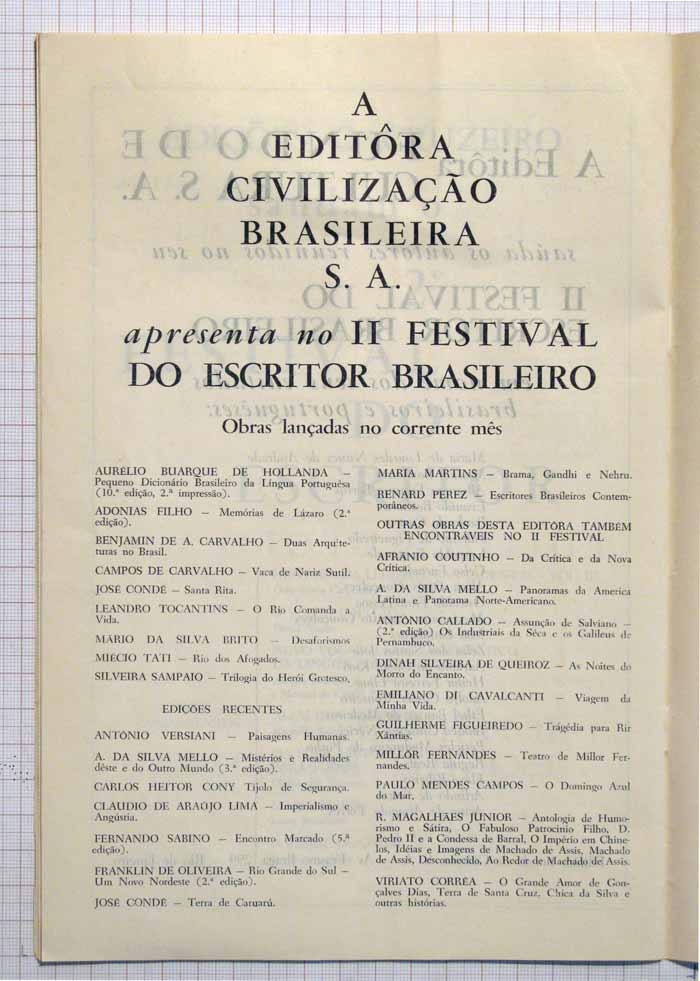 A
EDITÔRA
CIVILIZAÇÃO
BRASILEIRA
S. A.
apresenta no II FESTIVAL
DO ESCRITOR BRASILEIRO
Obras lançadas no corrente mês
AURÉLIO BUARQUE DE HOLLANDA —
Pequeno Dicionário Brasileiro da Língua Portuguêsa
(10.ª edição, 2.ª impressão).
ADONIAS FILHO — Memórias de Lázaro (2.ª
edição).
BENJAMIN DE A. CARVALHO — Duas Arquite-
turas no Brasil.
CAMPOS DE CARVALHO — Vaca de Nariz Sutil.
JOSÉ CONDÉ — Santa Rita.
LEANDRO TOCANTINS — O Rio Comanda a
Vida.
MÁRIO DA SILVA BRITO — Desaforismos
MIÉCIO TATI — Rio dos Afogados.
SILVEIRA SAMPAIO — Trilogia do Herói Grotesco.
EDIÇÕES RECENTES
ANTÔNIO VERSIANI — Paisagens Humanas.
A. DA SILVA MELLO — Mistérios e Realidades
dêste e do Outro Mundo (3.ª edição).
CARLOS HEITOR CONY Tijolo de Segurança.
CLAUDIO DE ARAÚJO LIMA — Imperialismo e
Angústia.
FERNANDO SABINO — Encontro Marcado (5.ª
edição).
FRANKLIN DE OLIVEIRA — Rio Grande do Sul —
Um Novo Nordeste (2.ª edição).
JOSÉ CONDÉ — Terra de Caruarú.
MARIA MARTINS — Brama, Gandhi e Nehru.
RENARD PEREZ — Escritores Brasileiros Contem-
porâneos.
OUTRAS OBRAS DESTA EDITÔRA TAMBÉM
ENCONTRÁVEIS NO II FESTIVAL
AFRÂNIO COUTINHO — Da Crítica e da Nova
Crítica.
A. DA SILVA MELLO — Panoramas da America
Latina e Panorama Norte-Americano.
ANTÔNIO CALLADO — Assunção de Salviano —
(2.ª edição) Os Industriais da Sêca e os Galileus de
Pernambuco.
DINAH SILVEIRA DE QUEIROZ — As Noites do
Morro do Encanto.
EMILIANO DI CAVALCANTI — Viagem da
Minha Vida.
GUILHERME FIGUEIREDO — Trágédia para Rir
Xântias.
MILLÔR FERNANDES — Teatro de Millor Fer-
nandes.
PAULO MENDES CAMPOS — O Domingo Azul
do Mar.
R. MAGALHÃES JUNIOR — Antologia de Humo-
rismo e Sátira, O Fabuloso Patrocinio Filho, D.
Pedro II e a Condessa de Barral, O Império em Chine-
los, Idéias e Imagens de Machado de Assis, Machado
de Assis, Desconhecido, Ao Redor de Machado de Assis.
VIRIATO CORRÊA — O Grande Amor de Gon-
çalves Dias, Terra de Santa Cruz, Chica da Silva e
outras histórias.